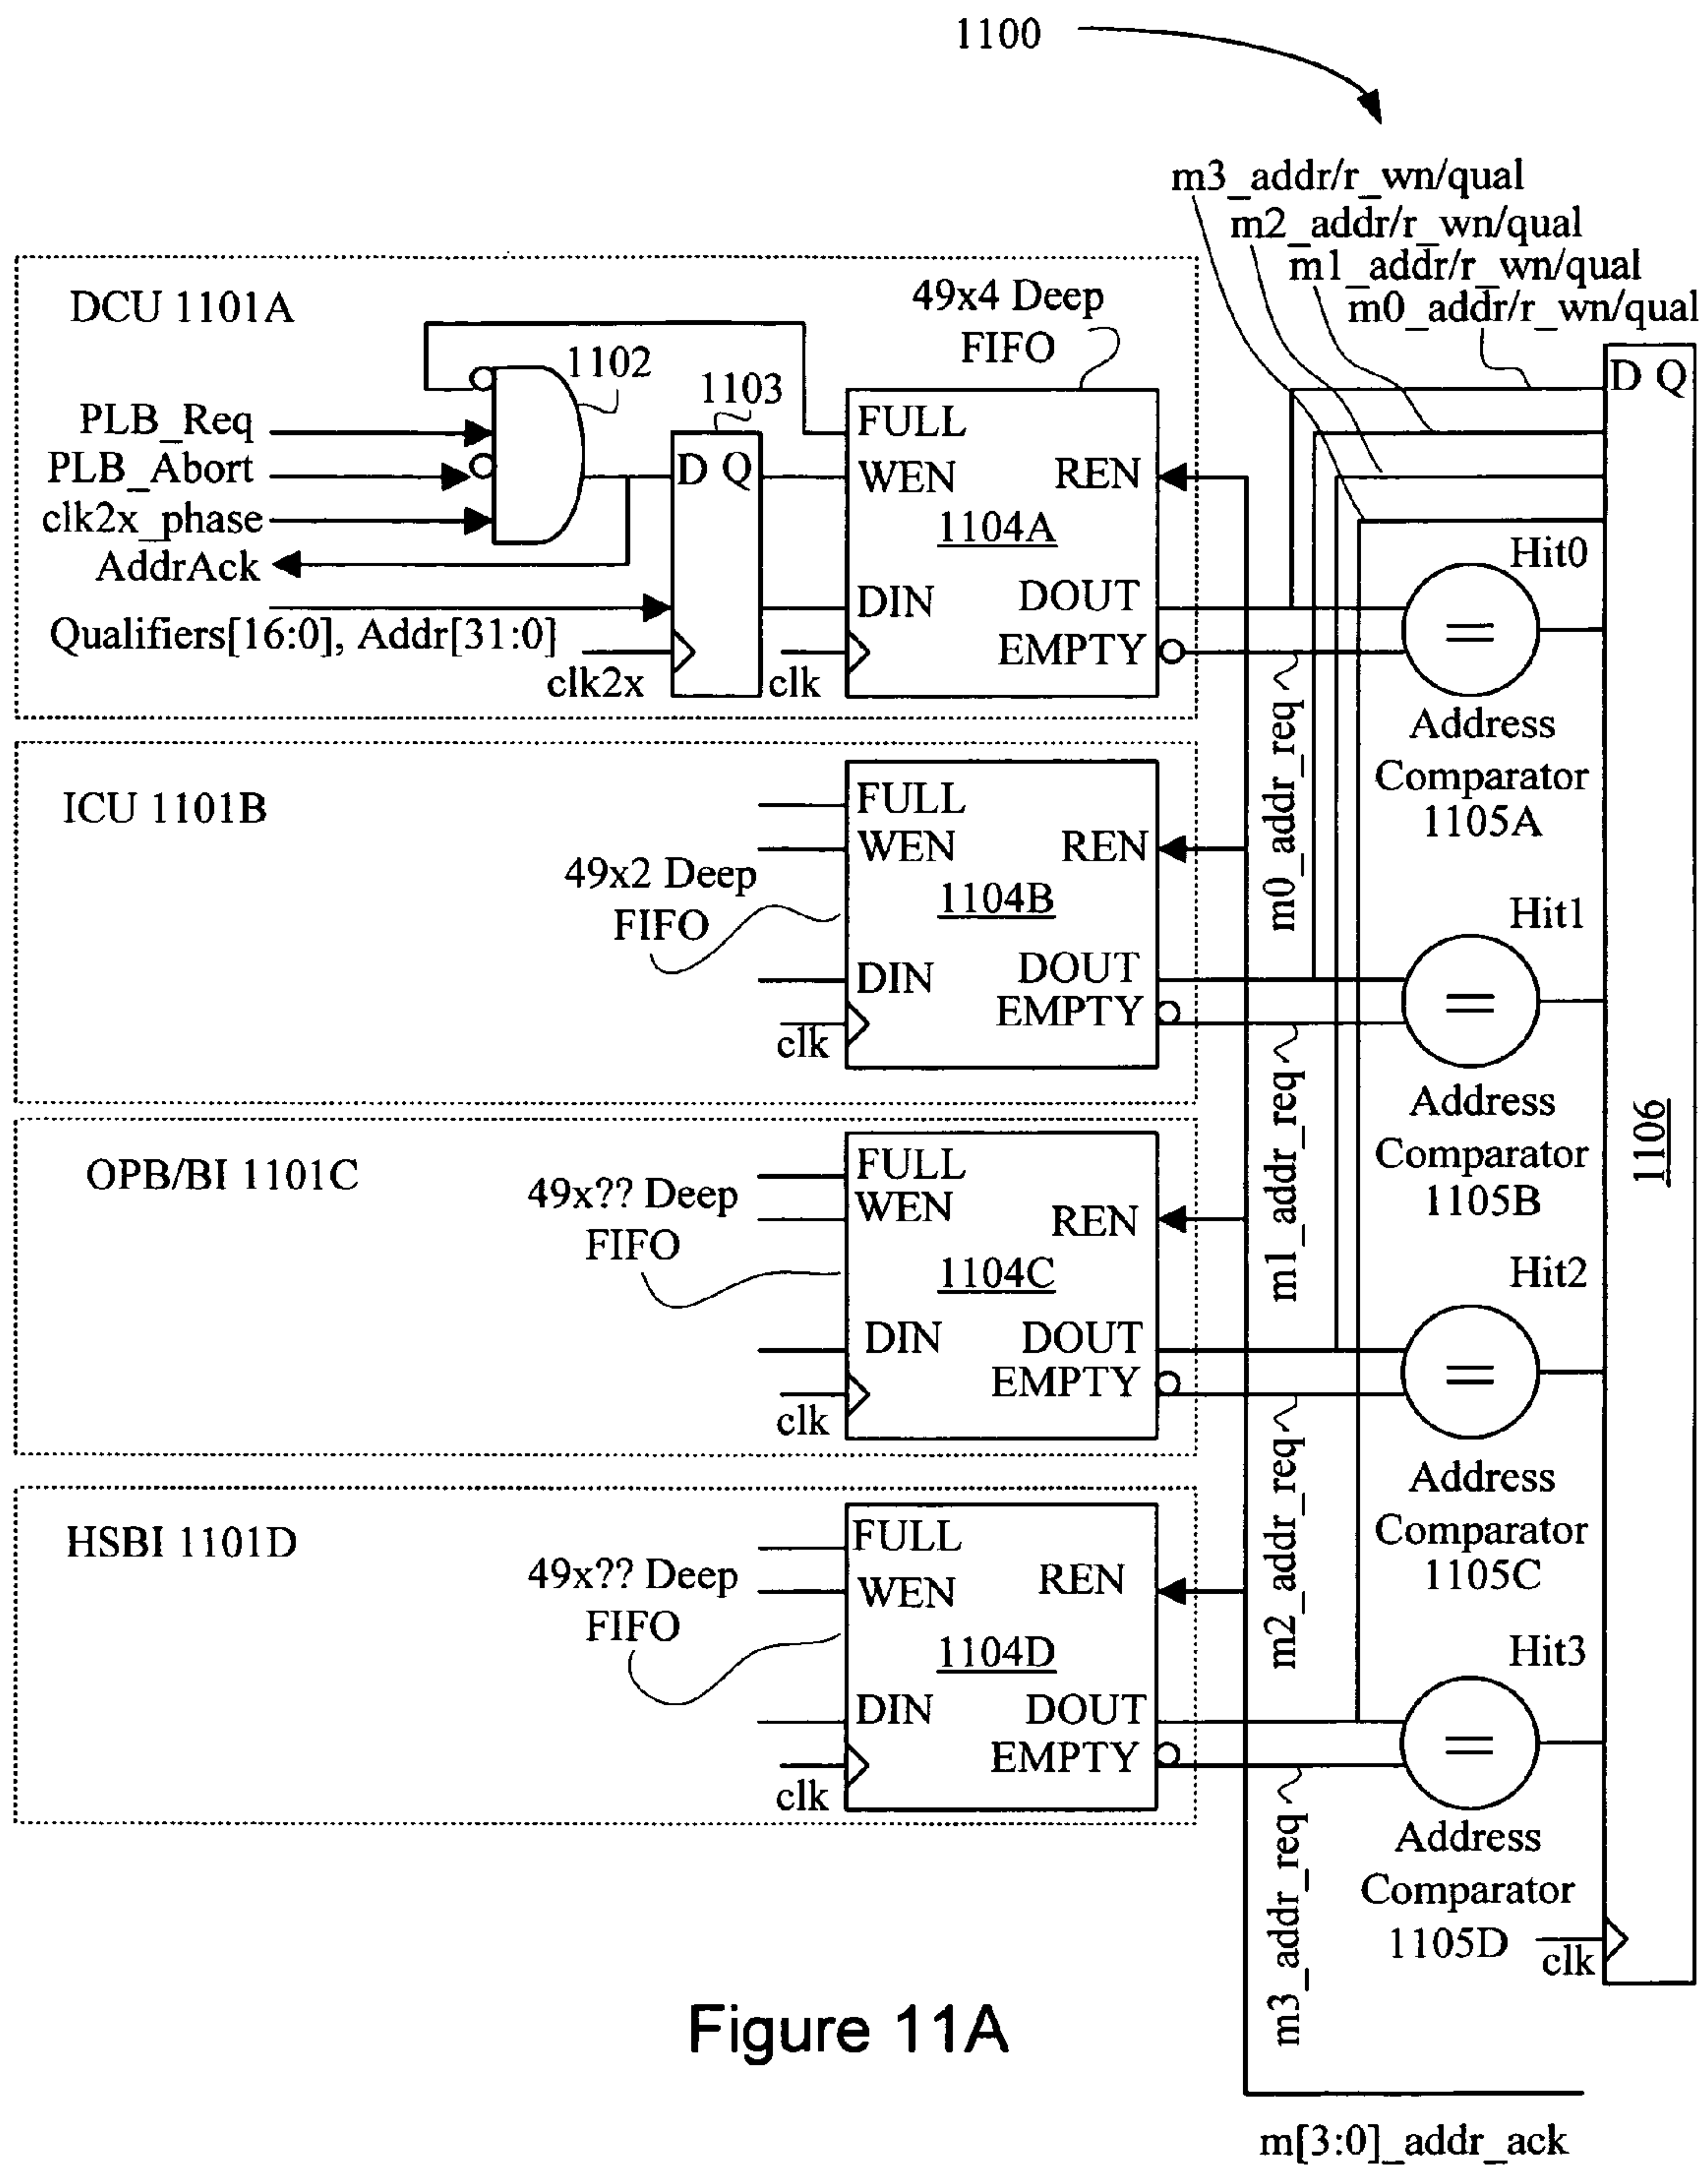 1100
m3_addr/r_wn/qual
m2_addr/r_wn/qual
m1_addr/r_wn/qual
m0_addr/r_wn/qual
DCU 1101A
49x4 Deep
FIFO
1102
1103
PLB_Req
PLB_Abort
clk2x_phase
AddrAck
Qualifiers[16:0], Addr[31:0]
clk2x
D Q
clk
FULL
WEN
REN
1104A
DIN
DOUT
EMPTY
m0_addr_req
D Q
Hit0
=
Address
Comparator
1105A
ICU 1101B
49x2 Deep
FIFO
FULL
WEN
REN
1104B
DIN
DOUT
EMPTY
clk
m1_addr_req
Hit1
=
Address
Comparator
1105B
1106
OPB/BI 1101C
49x?? Deep
FIFO
FULL
WEN
REN
1104C
DIN
DOUT
EMPTY
clk
m2_addr_req
Hit2
=
Address
Comparator
1105C
HSBI 1101D
49x?? Deep
FIFO
FULL
WEN
REN
1104D
DIN
DOUT
EMPTY
clk
m3_addr_req
Hit3
=
Address
Comparator
1105D
clk
Figure 11A
m[3:0]_addr_ack